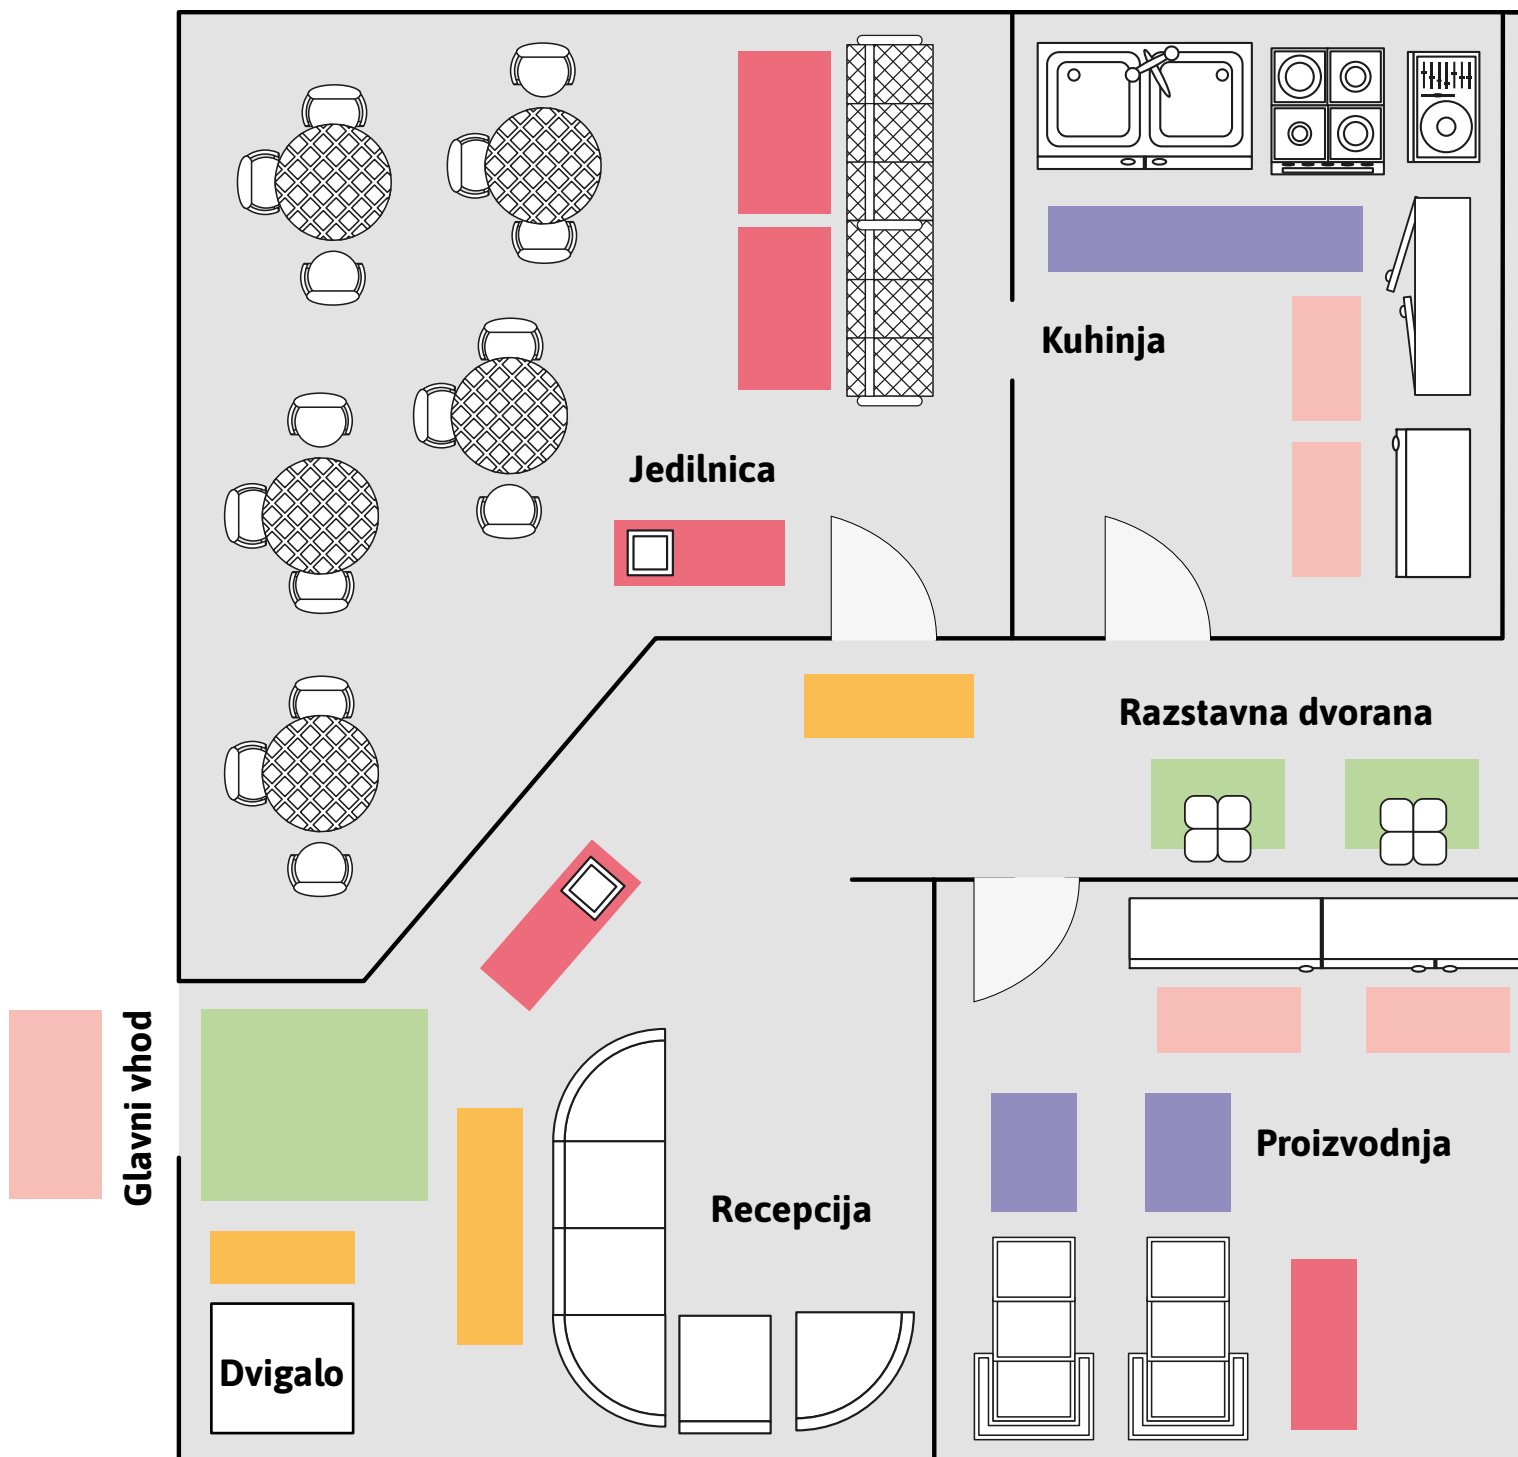 Kuhinja
Jedilnica
Razstavna dvorana
Glavni vhod
Proizvodnja
Recepcija
Dvigalo